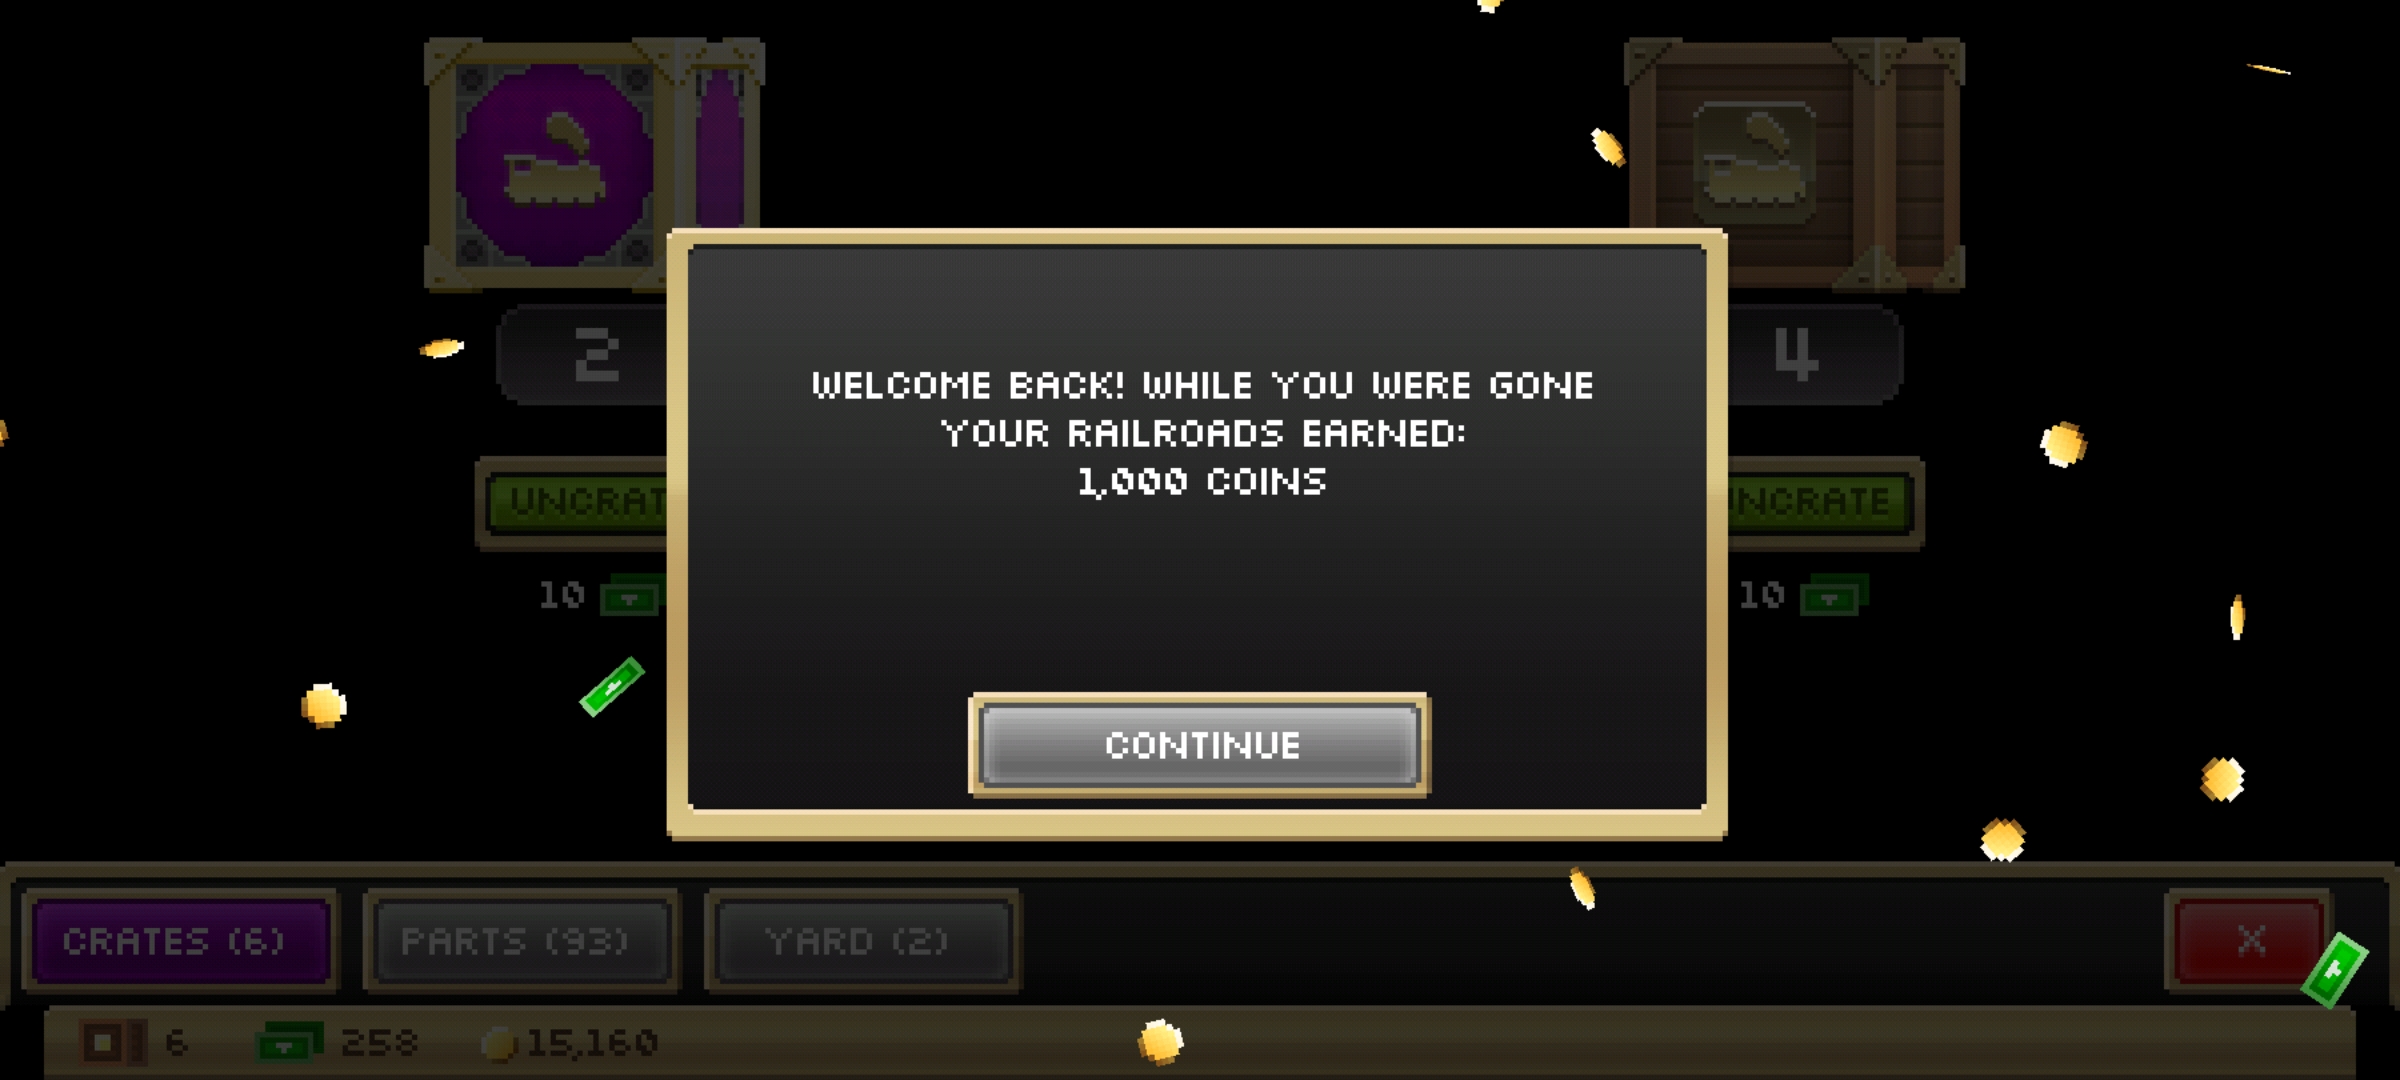 2
4
WELCOME BACK! WHILE YOU WERE GONE
YOUR RAILROADS EARNED:
1,000 COINS
UNCRAT
NCRATE
10
10
CONTINUE
CRATES (6)
PARTS (93)
YARD (2)
X
6
258
15,160